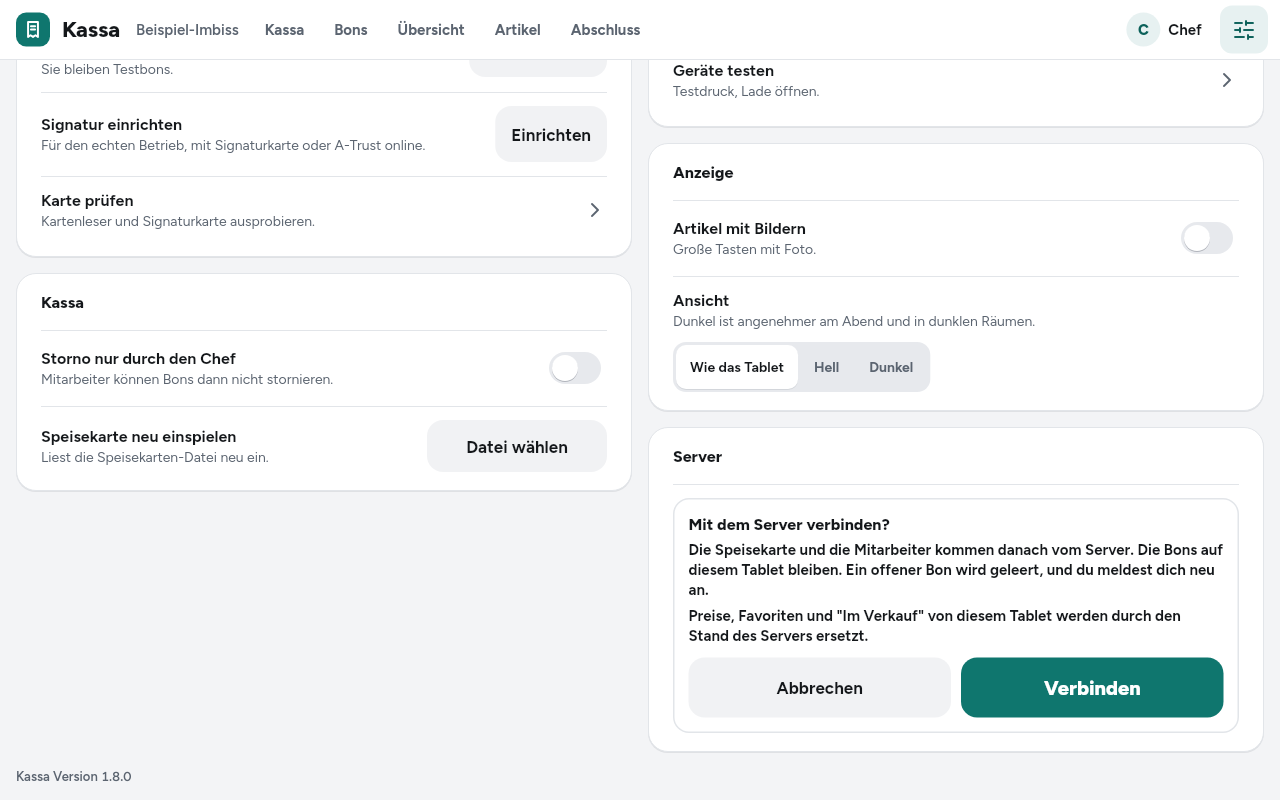 Kassa
Beispiel-Imbiss
Kassa
Bons
Übersicht
Artikel
Abschluss
C
Chef
Sie bleiben Testbons.
Signatur einrichten
Für den echten Betrieb, mit Signaturkarte oder A-Trust online.
Einrichten
Karte prüfen
Kartenleser und Signaturkarte ausprobieren.
Kassa
Storno nur durch den Chef
Mitarbeiter können Bons dann nicht stornieren.
Speisekarte neu einspielen
Liest die Speisekarten-Datei neu ein.
Datei wählen
Geräte testen
Testdruck, Lade öffnen.
Anzeige
Artikel mit Bildern
Große Tasten mit Foto.
Ansicht
Dunkel ist angenehmer am Abend und in dunklen Räumen.
Wie das Tablet
Hell
Dunkel
Server
Mit dem Server verbinden?
Die Speisekarte und die Mitarbeiter kommen danach vom Server. Die Bons auf
diesem Tablet bleiben. Ein offener Bon wird geleert, und du meldest dich neu
an.
Preise, Favoriten und "Im Verkauf" von diesem Tablet werden durch den
Stand des Servers ersetzt.
Abbrechen
Verbinden
Kassa Version 1.8.0